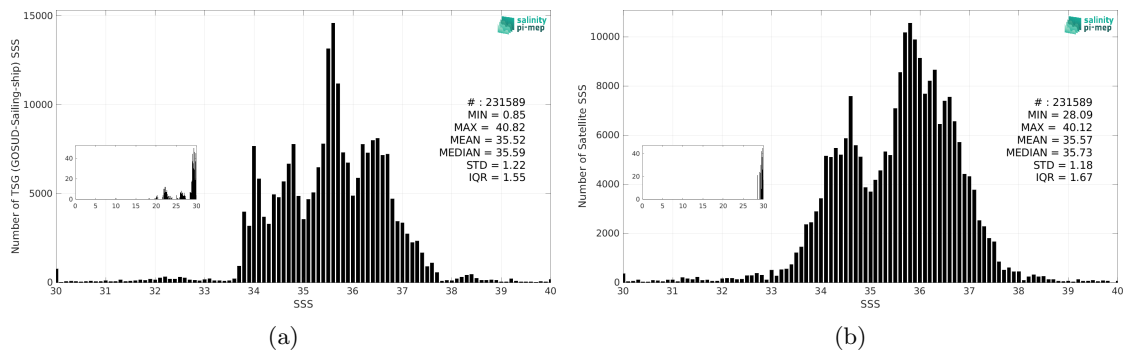 15000
10000
5000
0
Number of TSG (GOSUD-Sailing-ship) SSS
salinity
pi-mep
# : 231589
MIN = 0.85
MAX = 40.82
MEAN = 35.52
MEDIAN = 35.59
STD = 1.22
IQR = 1.55
40
20
0
0 5 10 15 20 25 30
30 31 32 33 34 35 36 37 38 39 40
SSS
(a)
10000
8000
6000
4000
2000
0
Number of Satellite SSS
salinity
pi-mep
# : 231589
MIN = 28.09
MAX = 40.12
MEAN = 35.57
MEDIAN = 35.73
STD = 1.18
IQR = 1.67
40
20
0
0 5 10 15 20 25 30
30 31 32 33 34 35 36 37 38 39 40
SSS
(b)